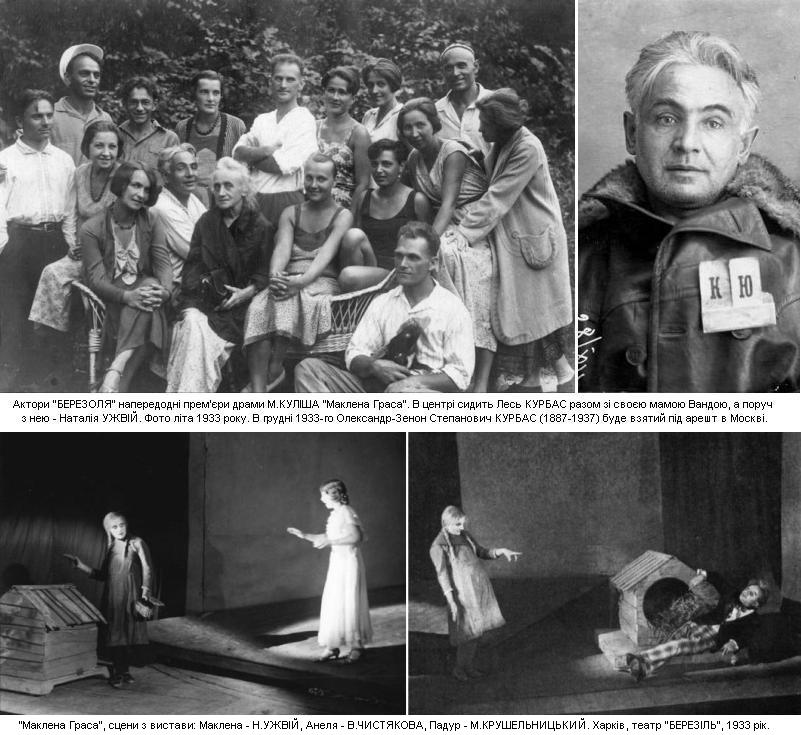 К Ю
Актори "БЕРЕЗОЛЯ" напередодні прем'єри драми М.КУЛІША "Маклена Граса". В центрі сидить Лесь КУРБАС разом зі своєю мамою Вандою, а поруч
з нею - Наталія УЖВІЙ. Фото літа 1933 року. В грудні 1933-го Олександр-Зенон Степанович КУРБАС (1887-1937) буде взятий під арешт в Москві.
"Маклена Граса", сцени з вистави: Маклена - Н.УЖВІЙ, Анеля - В.ЧИСТЯКОВА, Падур - М.КРУШЕЛЬНИЦЬКИЙ. Харків, театр "БЕРЕЗІЛЬ", 1933 рік.